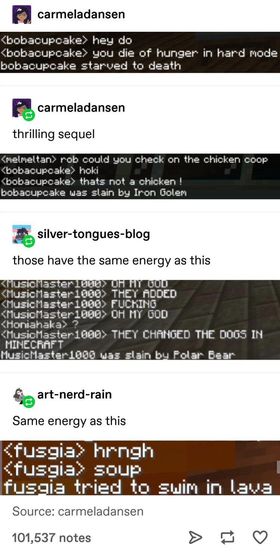 carmeladansen
<bobacupcake> hey do
<bobacupcake> you die of hunger in hard mode
bobacupcake starved to death
carmeladansen
thrilling sequel
<melmeltan> rob could you check on the chicken coop
<bobacupcake> hoki
<bobacupcake> thats not a chicken !
bobacupcake was slain by Iron Golem
silver-tongues-blog
those have the same energy as this
<MusicMaster1000> OH MY GOD
<MusicMaster1000> THEY ADDED
<MusicMaster1000> FUCKING
<MusicMaster1000> OH MY GOD
<Honiahaka> ?
<MusicMaster1000> THEY CHANGED THE DOGS IN
MINECRAFT
MusicMaster1000 was slain by Polar Bear
art-nerd-rain
Same energy as this
<fusgia> hrngh
<fusgia> soup
fusgia tried to swim in lava
Source: carmeladansen
101,537 notes